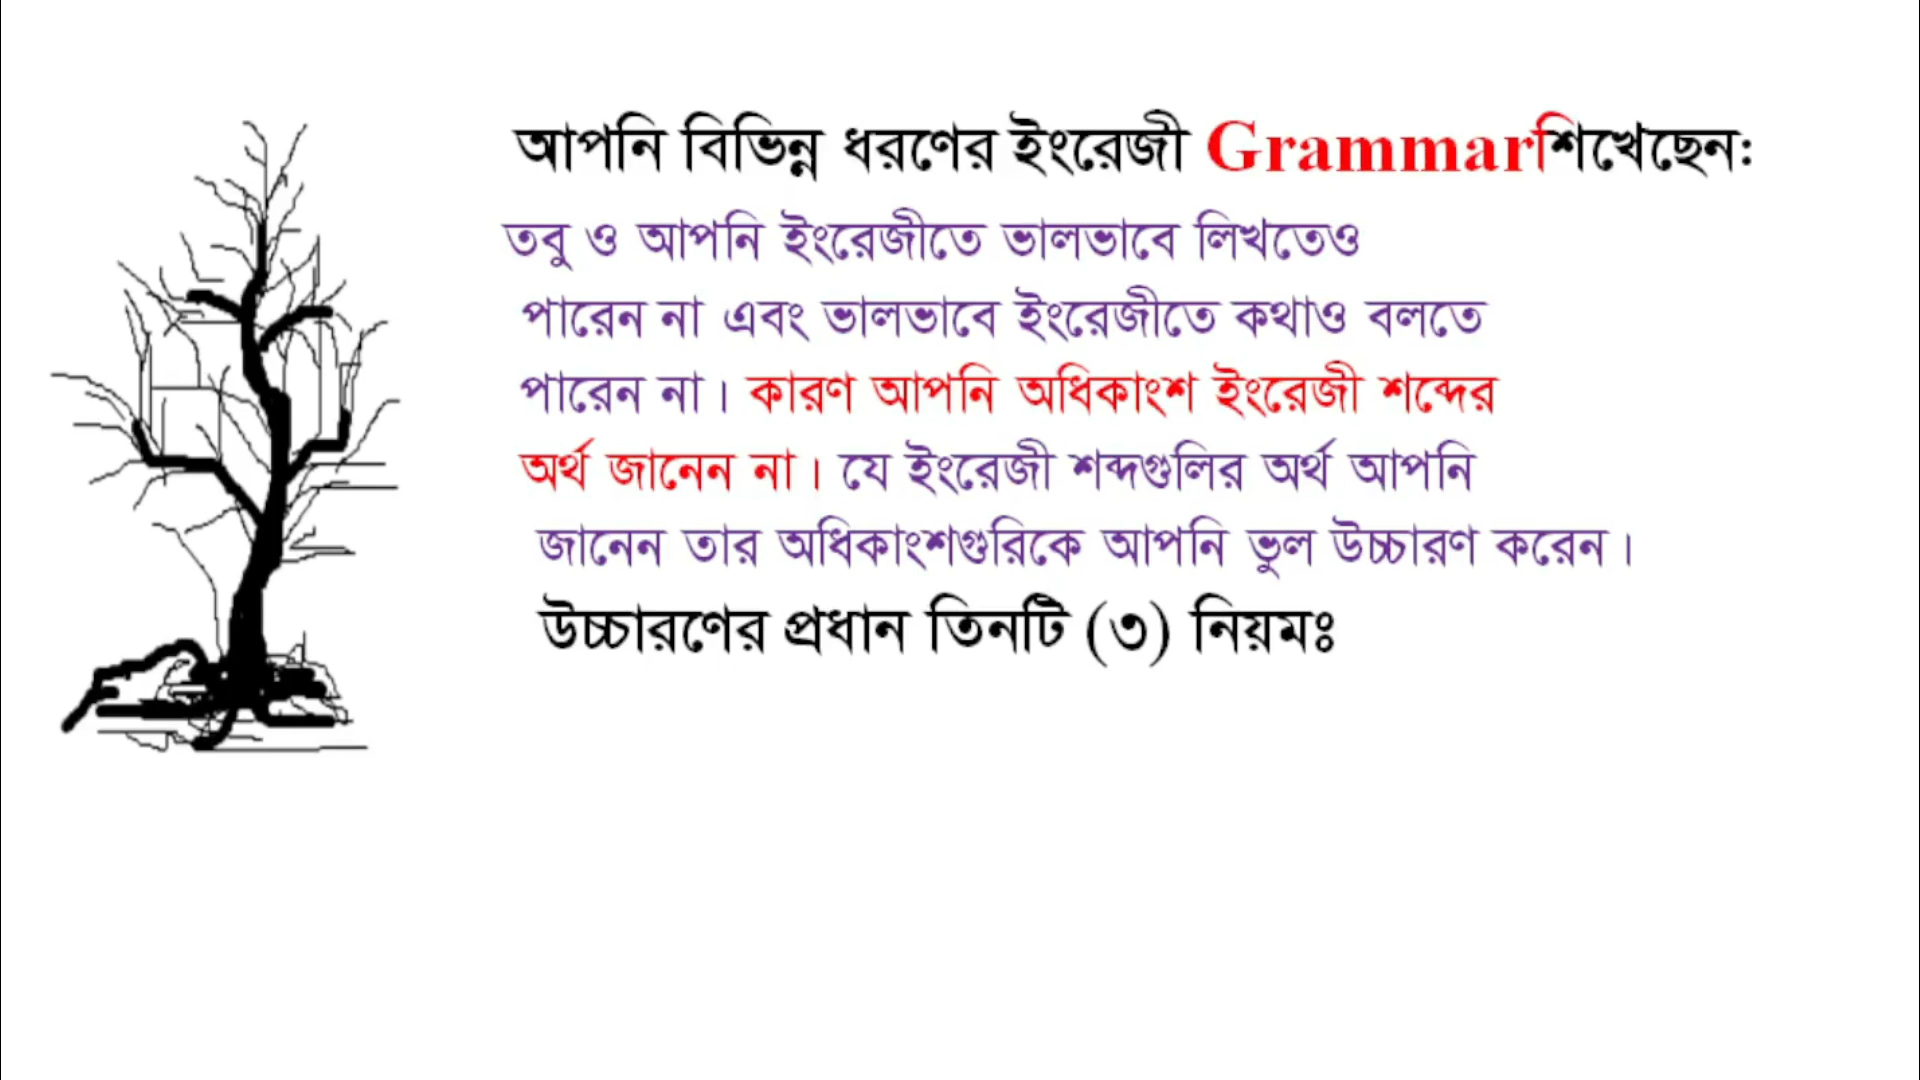 আপনি বিভিন্ন ধরণের ইংরেজী Grammarশিখেছেন:
তবু ও আপনি ইংরেজীতে ভালভাবে লিখতেও
পারেন না এবং ভালভাবে ইংরেজীতে কথাও বলতে
পারেন না। কারণ আপনি অধিকাংশ ইংরেজী শব্দের
অর্থ জানেন না। যে ইংরেজী শব্দগুলির অর্থ আপনি
জানেন তার অধিকাংশগুরিকে আপনি ভুল উচ্চারণ করেন।
উচ্চারণের প্রধান তিনটি (৩) নিয়মঃ